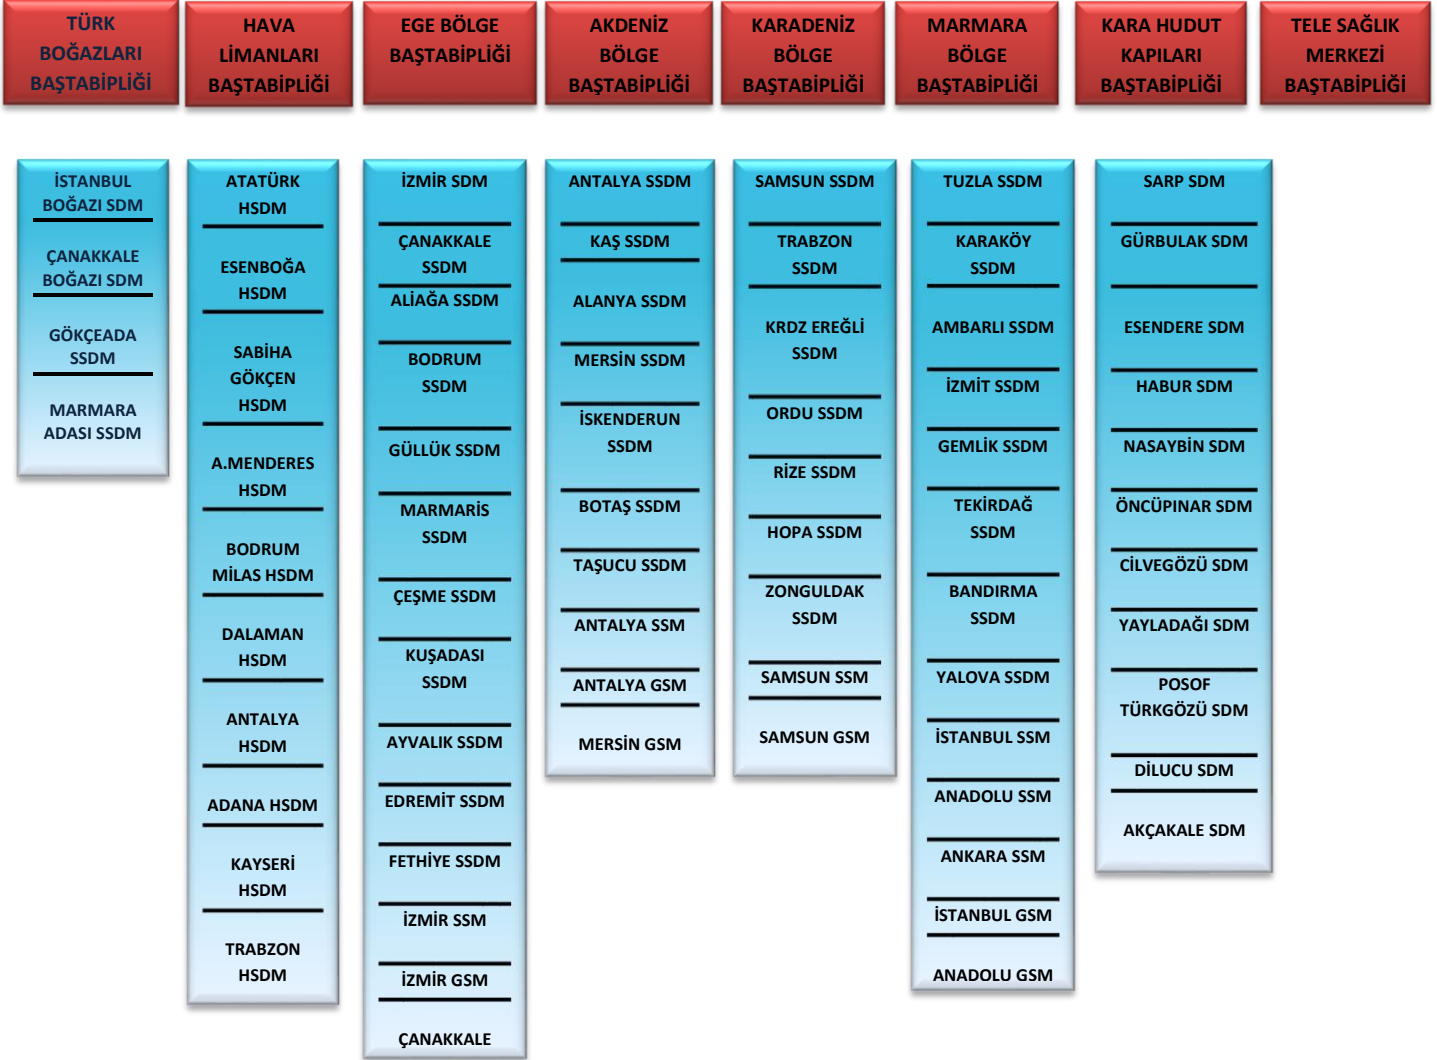 TÜRK
BOĞAZLARI
BAŞTABİPLİĞİ
HAVA
LİMANLARI
BAŞTABİPLİĞİ
EGE BÖLGE
BAŞTABİPLİĞİ
AKDENİZ
BÖLGE
BAŞTABİPLİĞİ
KARADENİZ
BÖLGE
BAŞTABİPLİĞİ
MARMARA
BÖLGE
BAŞTABİPLİĞİ
KARA HUDUT
KAPILARI
BAŞTABİPLİĞİ
TELE SAĞLIK
MERKEZİ
BAŞTABİPLİĞİ
İSTANBUL
BOĞAZI SDM
ÇANAKKALE
BOĞAZI SDM
GÖKÇEADA
SSDM
MARMARA
ADASI SSDM
ATATÜRK
HSDM
ESENBOĞA
HSDM
SABİHA
GÖKÇEN
HSDM
A.MENDERES
HSDM
BODRUM
MİLAS HSDM
DALAMAN
HSDM
ANTALYA
HSDM
ADANA HSDM
KAYSERİ
HSDM
TRABZON
HSDM
İZMİR SDM
ÇANAKKALE
SSDM
ALİAĞA SSDM
BODRUM
SSDM
GÜLLÜK SSDM
MARMARİS
SSDM
ÇEŞME SSDM
KUŞADASI
SSDM
AYVALIK SSDM
EDREMİT SSDM
FETHİYE SSDM
İZMİR SSM
İZMİR GSM
ÇANAKKALE
ANTALYA SSDM
KAŞ SSDM
ALANYA SSDM
MERSİN SSDM
İSKENDERUN
SSDM
BOTAŞ SSDM
TAŞUCU SSDM
ANTALYA SSM
ANTALYA GSM
MERSİN GSM
SAMSUN SSDM
TRABZON
SSDM
KRDZ EREĞLİ
SSDM
ORDU SSDM
RİZE SSDM
HOPA SSDM
ZONGULDAK
SSDM
SAMSUN SSM
SAMSUN GSM
TUZLA SSDM
KARAKÖY
SSDM
AMBARLI SSDM
İZMİT SSDM
GEMLİK SSDM
TEKİRDAĞ
SSDM
BANDIRMA
SSDM
YALOVA SSDM
İSTANBUL SSM
ANADOLU SSM
ANKARA SSM
İSTANBUL GSM
ANADOLU GSM
SARP SDM
GÜRBULAK SDM
ESENDERE SDM
HABUR SDM
NASAYBİN SDM
ÖNCÜPINAR SDM
CİLVEGÖZÜ SDM
YAYLADAĞI SDM
POSOF
TÜRKGÖZÜ SDM
DİLUCU SDM
AKÇAKALE SDM